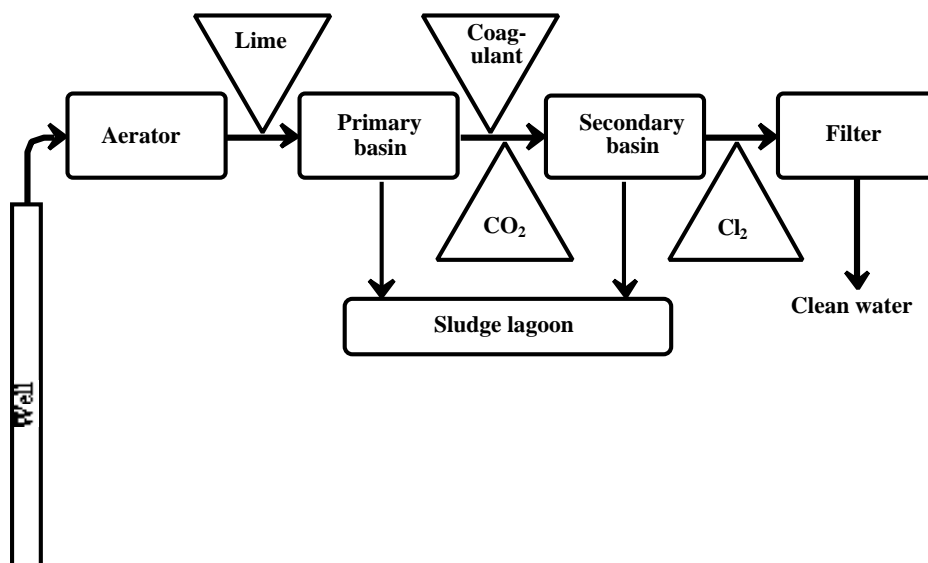 Lime
Coag-
ulant
Aerator
Primary
basin
Secondary
basin
Filter
CO₂
Cl₂
Clean water
Sludge lagoon
Well